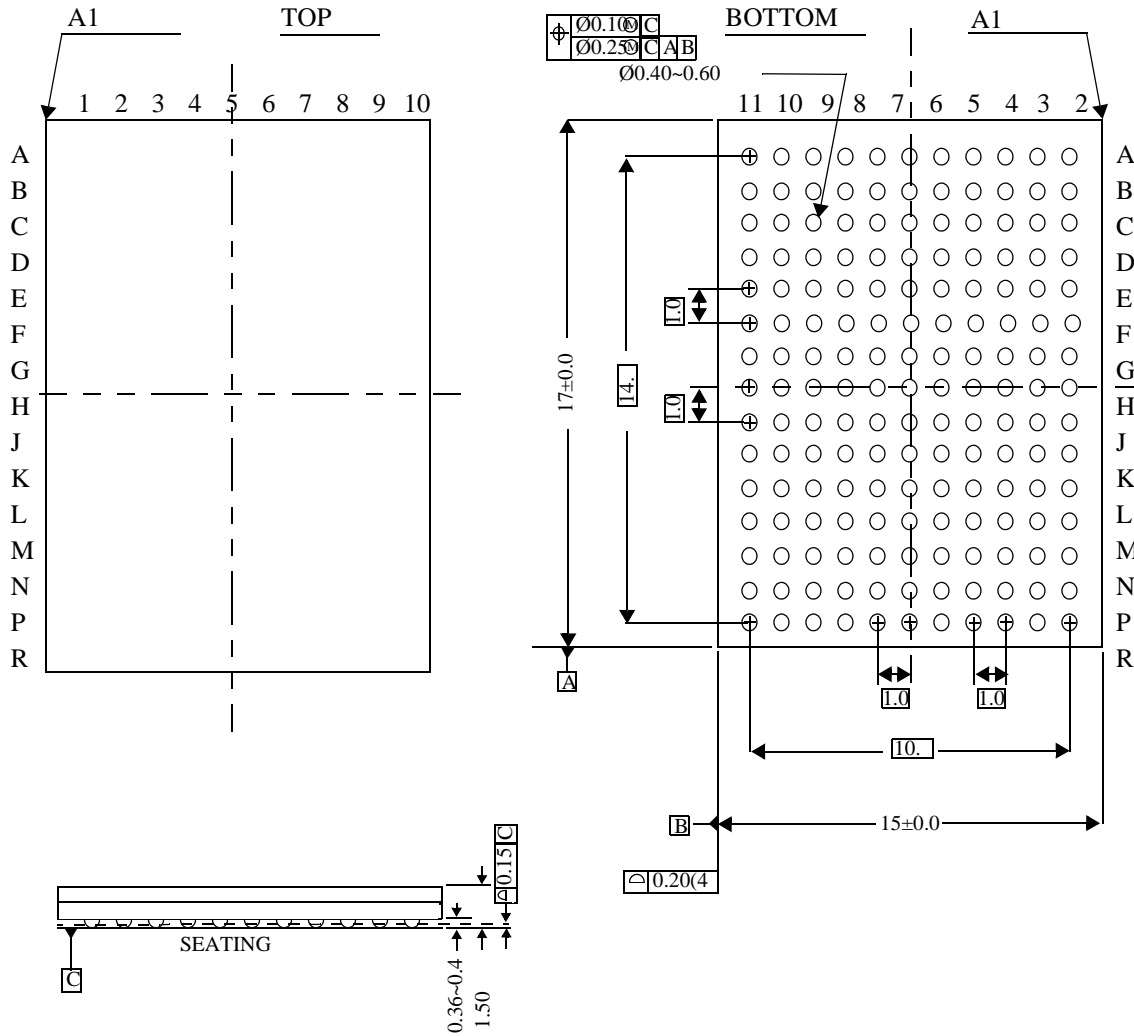 A1 TOP
1 2 3 4 5 6 7 8 9 10
A
B
C
D
E
F
G
H
J
K
L
M
N
P
R
Ø0.10Ⓜ C
Ø0.25Ⓜ C A B
Ø0.40~0.60
BOTTOM A1
11 10 9 8 7 6 5 4 3 2
A
B
C
D
E
F
G
H
J
K
L
M
N
P
R
1.0
1.0
14.
17±0.0
A
1.0 1.0
10.
B 15±0.0
0.20(4
0.15 C
SEATING
C
0.36~0.4
1.50